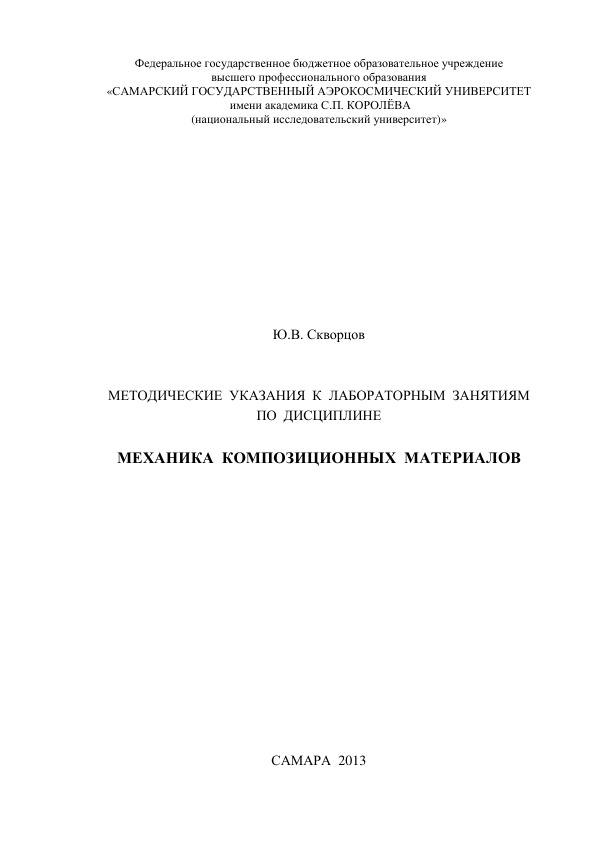 Федеральное государственное бюджетное образовательное учреждение
высшего профессионального образования
«САМАРСКИЙ ГОСУДАРСТВЕННЫЙ АЭРОКОСМИЧЕСКИЙ УНИВЕРСИТЕТ
имени академика С.П. КОРОЛЁВА
(национальный исследовательский университет)»
Ю.В. Скворцов
МЕТОДИЧЕСКИЕ УКАЗАНИЯ К ЛАБОРАТОРНЫМ ЗАНЯТИЯМ
ПО ДИСЦИПЛИНЕ
МЕХАНИКА КОМПОЗИЦИОННЫХ МАТЕРИАЛОВ
САМАРА 2013